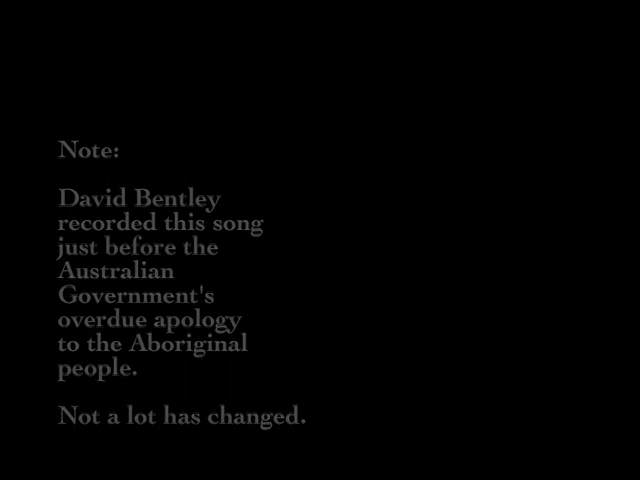 Note:
David Bentley
recorded this song
just before the
Australian
Government's
overdue apology
to the Aboriginal
people.
Not a lot has changed.